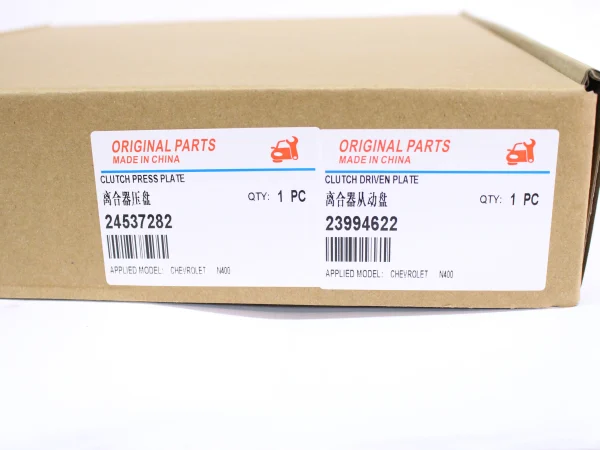 ORIGINAL PARTS
MADE IN CHINA
CLUTCH PRESS PLATE
离合器压盘
QTY: 1 PC
24537282
APPLIED MODEL: CHEVROLET N400
ORIGINAL PARTS
MADE IN CHINA
CLUTCH DRIVEN PLATE
离合器从动盘
QTY: 1 PC
23994622
APPLIED MODEL: CHEVROLET N400